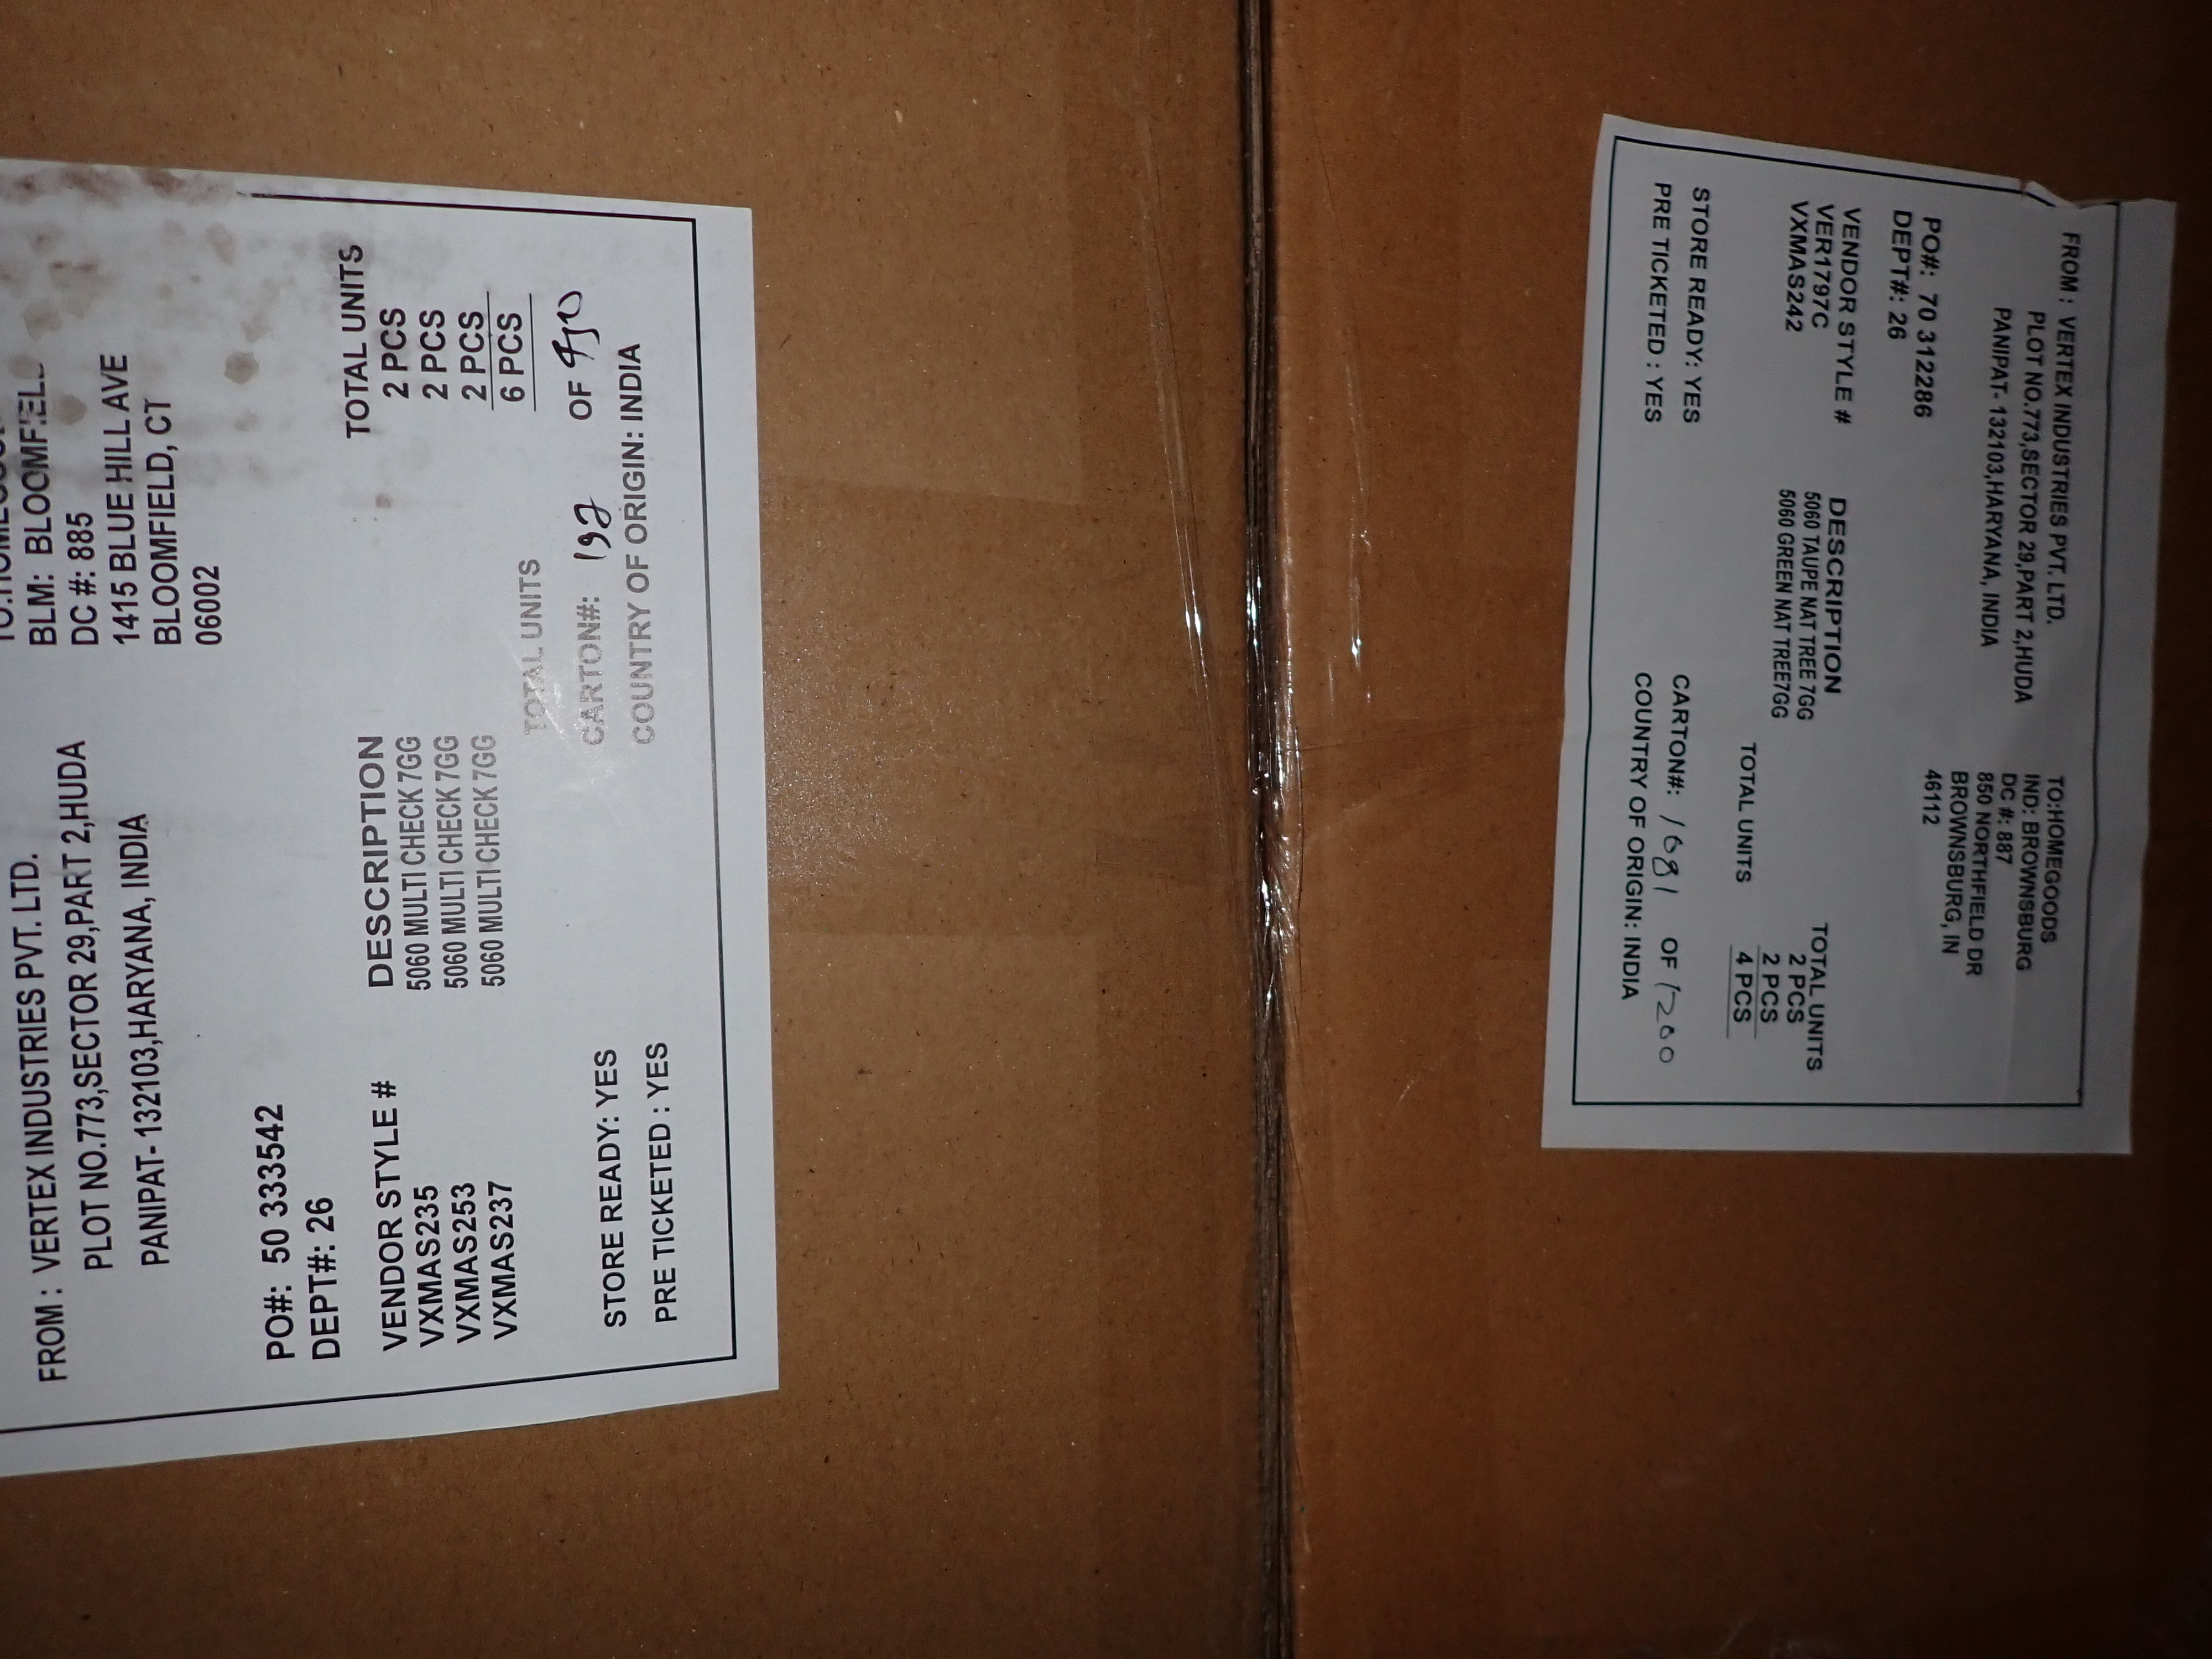 FROM : VERTEX INDUSTRIES PVT. LTD.
PLOT NO.773,SECTOR 29,PART 2,HUDA
PANIPAT- 132103,HARYANA, INDIA
BLM: BLOOMFIEL
DC #: 885
1415 BLUE HILL AVE
BLOOMFIELD, CT
06002
PO#: 50 333542
DEPT#: 26
VENDOR STYLE # DESCRIPTION TOTAL UNITS
VXMAS235 5060 MULTI CHECK 7GG 2 PCS
VXMAS253 5060 MULTI CHECK 7GG 2 PCS
VXMAS237 5060 MULTI CHECK 7GG 2 PCS
TOTAL UNITS 6 PCS
STORE READY: YES CARTON#: OF
PRE TICKETED : YES COUNTRY OF ORIGIN: INDIA
FROM : VERTEX INDUSTRIES PVT. LTD.
PLOT NO.773,SECTOR 29,PART 2,HUDA
PANIPAT- 132103,HARYANA, INDIA
TO:HOMEGOODS
IND: BROWNSBURG
DC #: 887
850 NORTHFIELD DR
BROWNSBURG, IN
46112
PO#: 70 312286
DEPT#: 26
VENDOR STYLE # DESCRIPTION TOTAL UNITS
VER1797C 5060 TAUPE NAT TREE 7GG 2 PCS
VXMAS242 5060 GREEN NAT TREE7GG 2 PCS
TOTAL UNITS 4 PCS
STORE READY: YES CARTON#: 1081 OF 1200
PRE TICKETED : YES COUNTRY OF ORIGIN: INDIA